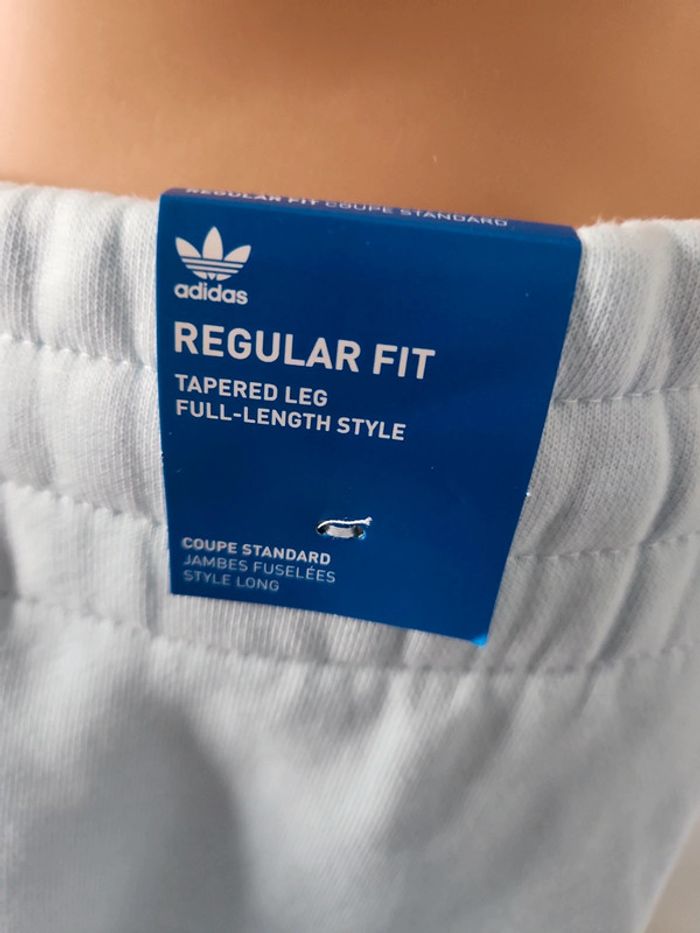 REGULAR FIT COUPE STANDARD
adidas
REGULAR FIT
TAPERED LEG
FULL-LENGTH STYLE
COUPE STANDARD
JAMBES FUSELÉES
STYLE LONG